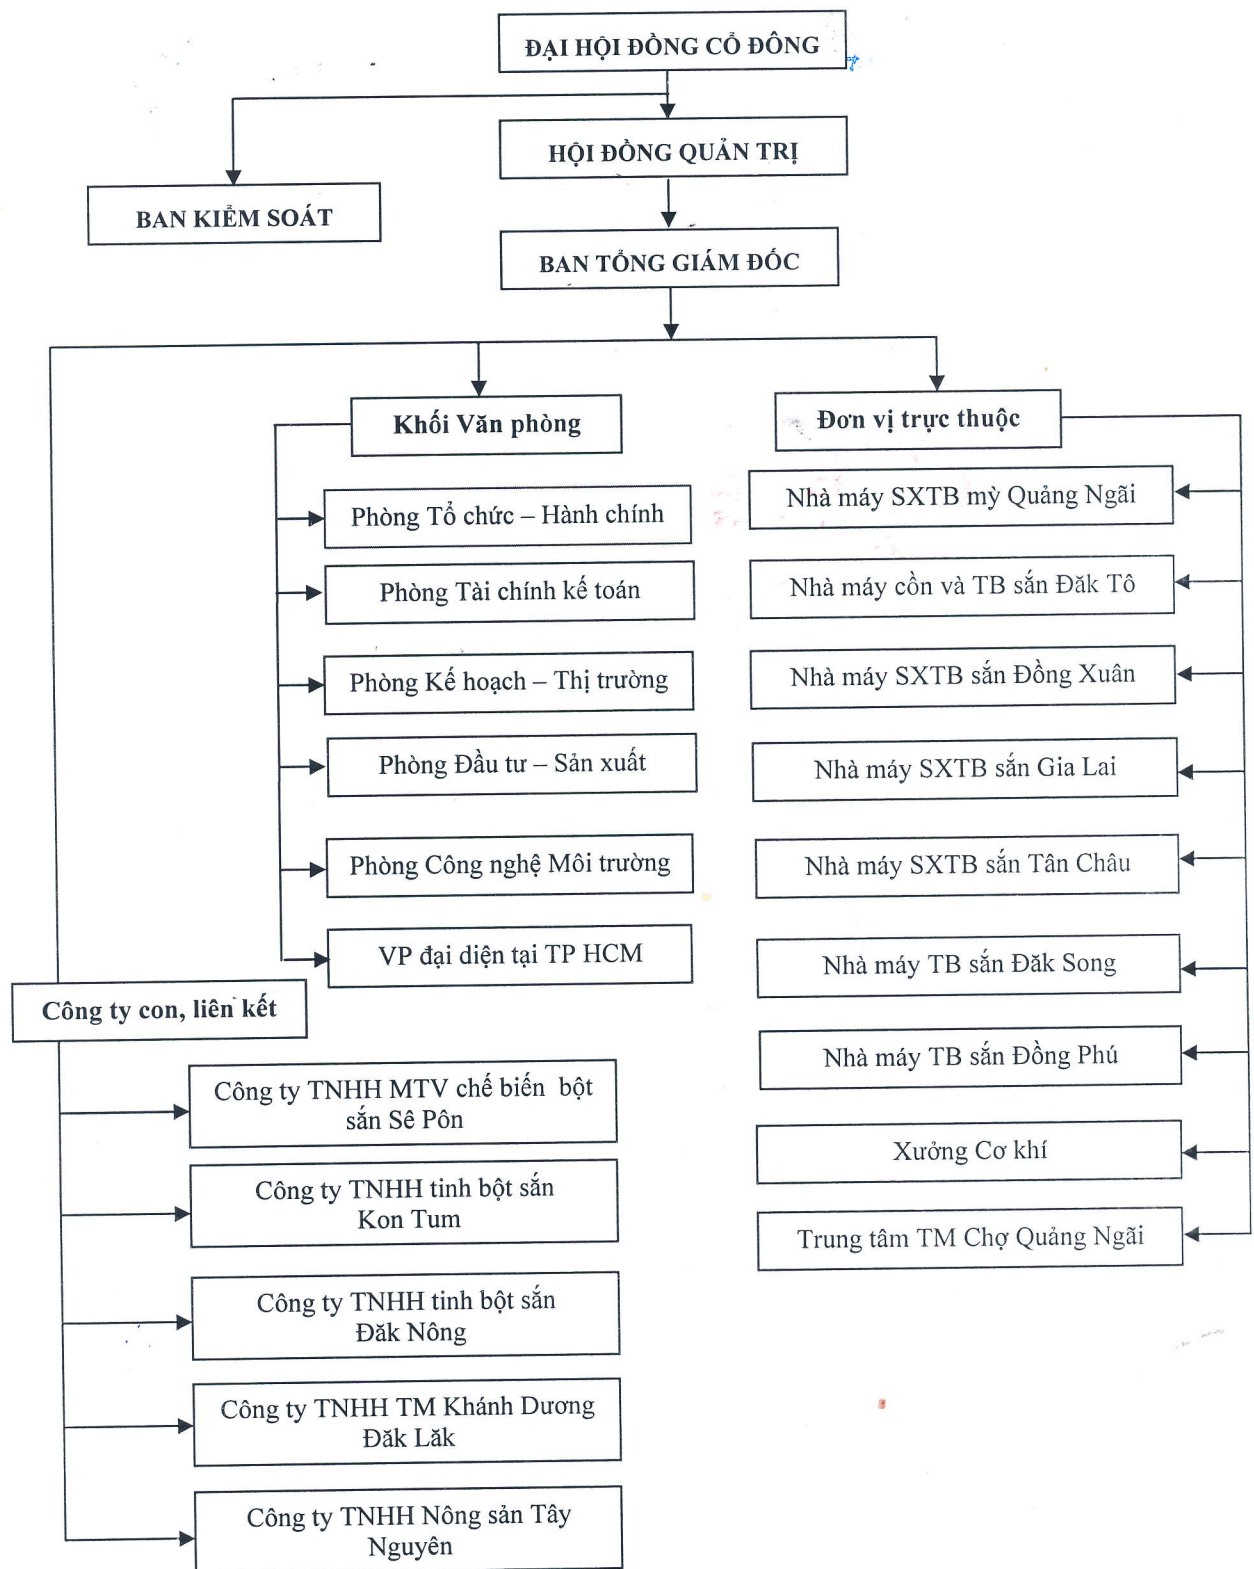 ĐẠI HỘI ĐỒNG CỔ ĐÔNG
HỘI ĐỒNG QUẢN TRỊ
BAN KIỂM SOÁT
BAN TỔNG GIÁM ĐỐC
Khối Văn phòng
Phòng Tổ chức – Hành chính
Phòng Tài chính kế toán
Phòng Kế hoạch – Thị trường
Phòng Đầu tư – Sản xuất
Phòng Công nghệ Môi trường
VP đại diện tại TP HCM
Đơn vị trực thuộc
Nhà máy SXTB mỳ Quảng Ngãi
Nhà máy cồn và TB sắn Đăk Tô
Nhà máy SXTB sắn Đồng Xuân
Nhà máy SXTB sắn Gia Lai
Nhà máy SXTB sắn Tân Châu
Nhà máy TB sắn Đăk Song
Nhà máy TB sắn Đồng Phú
Xưởng Cơ khí
Trung tâm TM Chợ Quảng Ngãi
Công ty con, liên kết
Công ty TNHH MTV chế biến bột
sắn Sê Pôn
Công ty TNHH tinh bột sắn
Kon Tum
Công ty TNHH tinh bột sắn
Đăk Nông
Công ty TNHH TM Khánh Dương
Đăk Lăk
Công ty TNHH Nông sản Tây
Nguyên